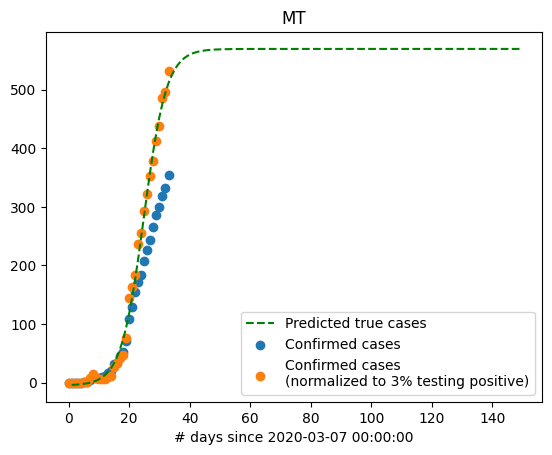 MT
500
400
300
200
100
0
Predicted true cases
Confirmed cases
Confirmed cases
(normalized to 3% testing positive)
0 20 40 60 80 100 120 140
# days since 2020-03-07 00:00:00